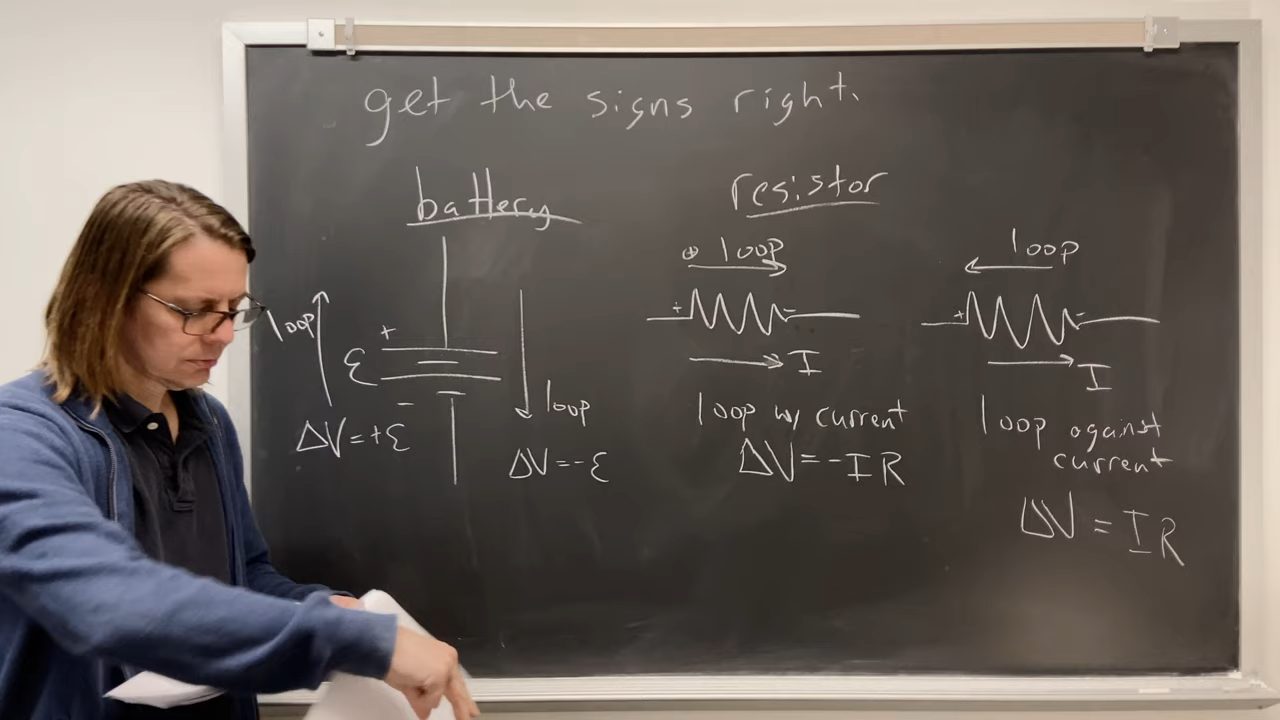 get the signs right.
battery
loop
+
ℰ
-
ΔV=+ℰ
loop
ΔV=-ℰ
resistor
⊕ loop
+ -
I
loop w/ current
ΔV=-IR
loop
+ -
I
loop against
current
ΔV = IR